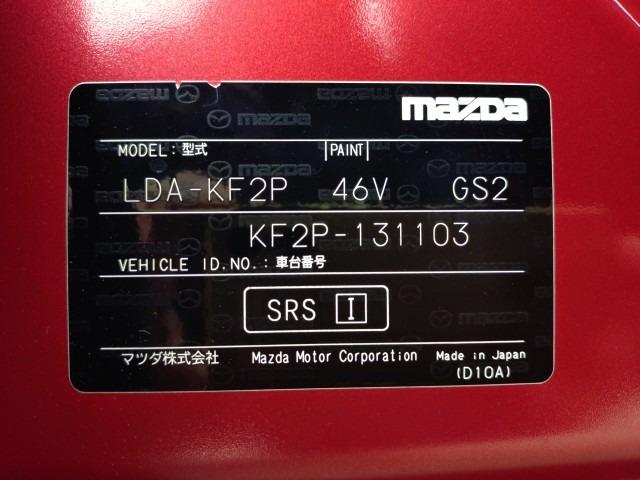 mazda
MODEL: 型式 PAINT
LDA-KF2P 46V GS2
KF2P-131103
VEHICLE ID.NO.: 車台番号
SRS I
マツダ株式会社 Mazda Motor Corporation Made in Japan
(D10A)